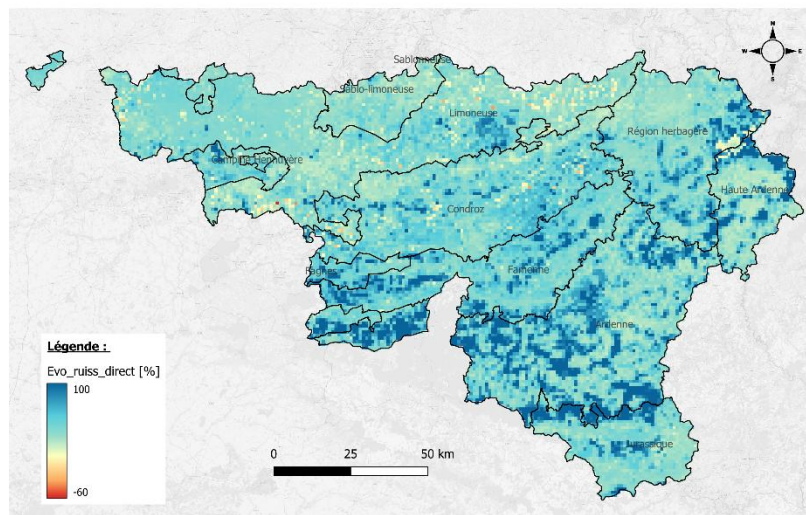 N
W E
S
Sablonneuse
Sablo-limoneuse
Limoneuse
Région herbagère
Campine Hennuyère
Haute Ardenne
Condroz
Famenne
Fagnes
Ardenne
Jurassique
Légende :
Evo_ruiss_direct [%]
100
-60
0 25 50 km